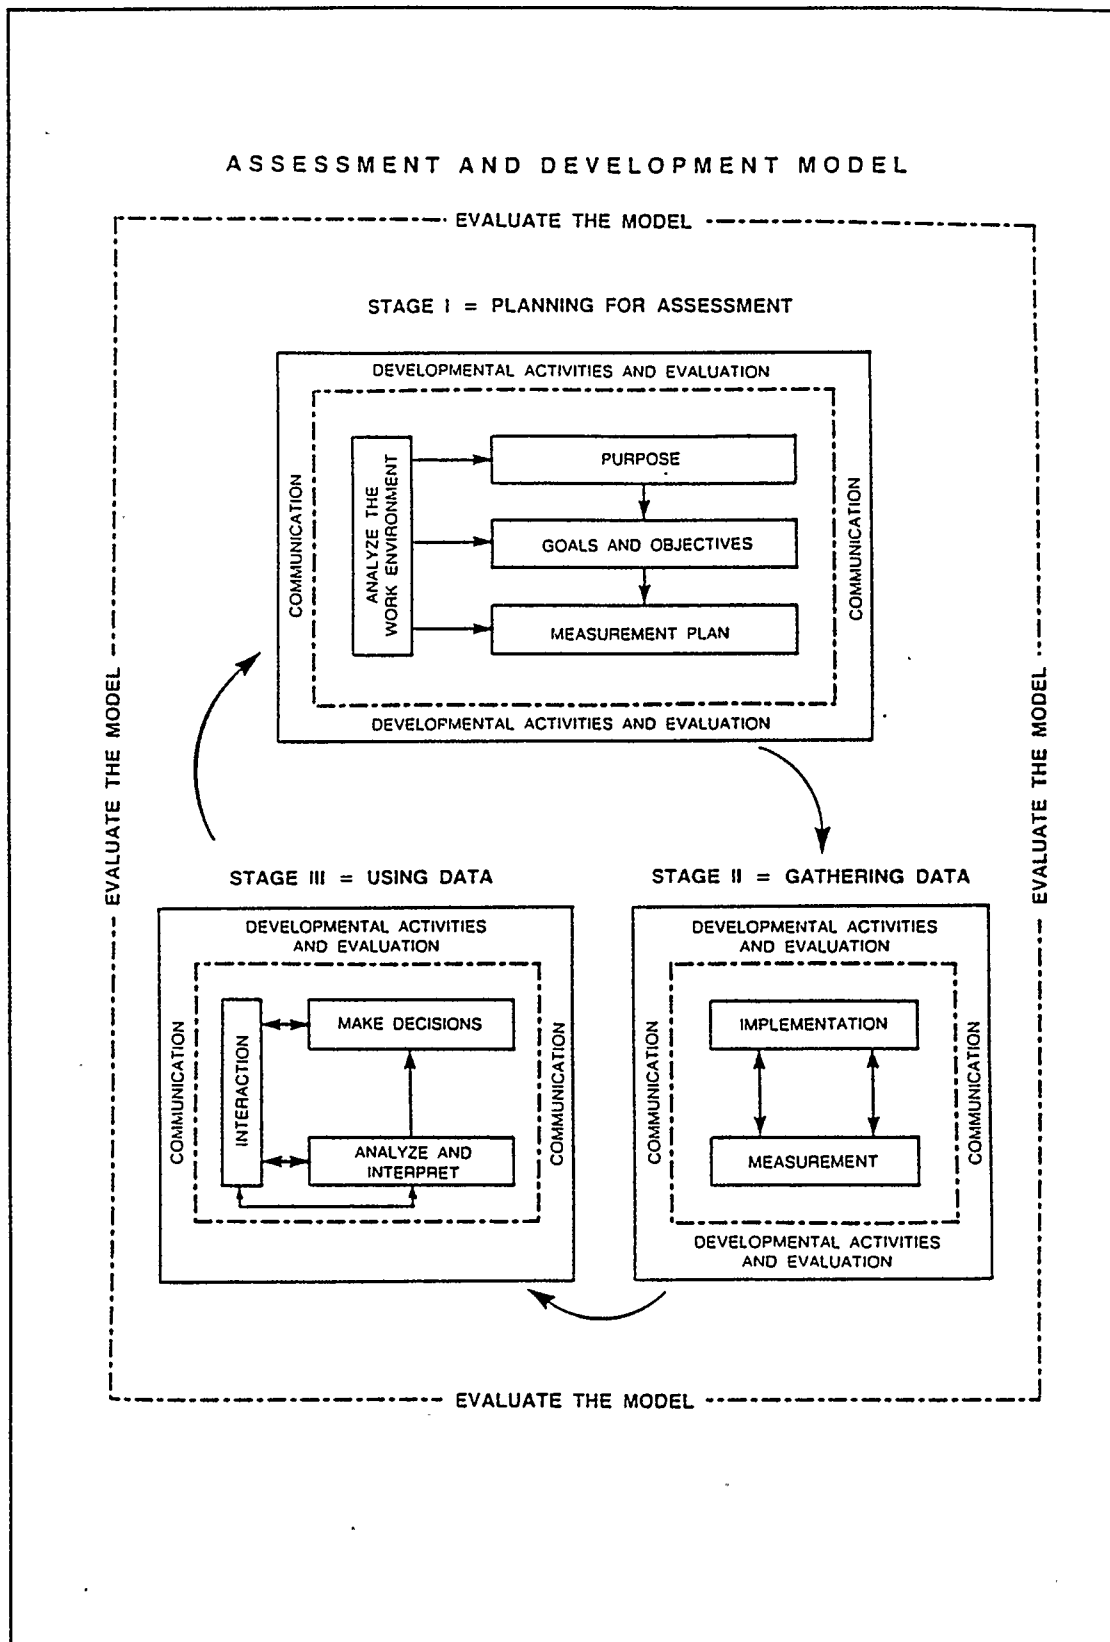 ASSESSMENT AND DEVELOPMENT MODEL
EVALUATE THE MODEL
STAGE I = PLANNING FOR ASSESSMENT
DEVELOPMENTAL ACTIVITIES AND EVALUATION
COMMUNICATION
ANALYZE THE
WORK ENVIRONMENT
PURPOSE
GOALS AND OBJECTIVES
MEASUREMENT PLAN
COMMUNICATION
DEVELOPMENTAL ACTIVITIES AND EVALUATION
EVALUATE THE MODEL
EVALUATE THE MODEL
STAGE III = USING DATA
DEVELOPMENTAL ACTIVITIES
AND EVALUATION
COMMUNICATION
INTERACTION
MAKE DECISIONS
ANALYZE AND
INTERPRET
COMMUNICATION
STAGE II = GATHERING DATA
DEVELOPMENTAL ACTIVITIES
AND EVALUATION
COMMUNICATION
IMPLEMENTATION
MEASUREMENT
COMMUNICATION
DEVELOPMENTAL ACTIVITIES
AND EVALUATION
EVALUATE THE MODEL